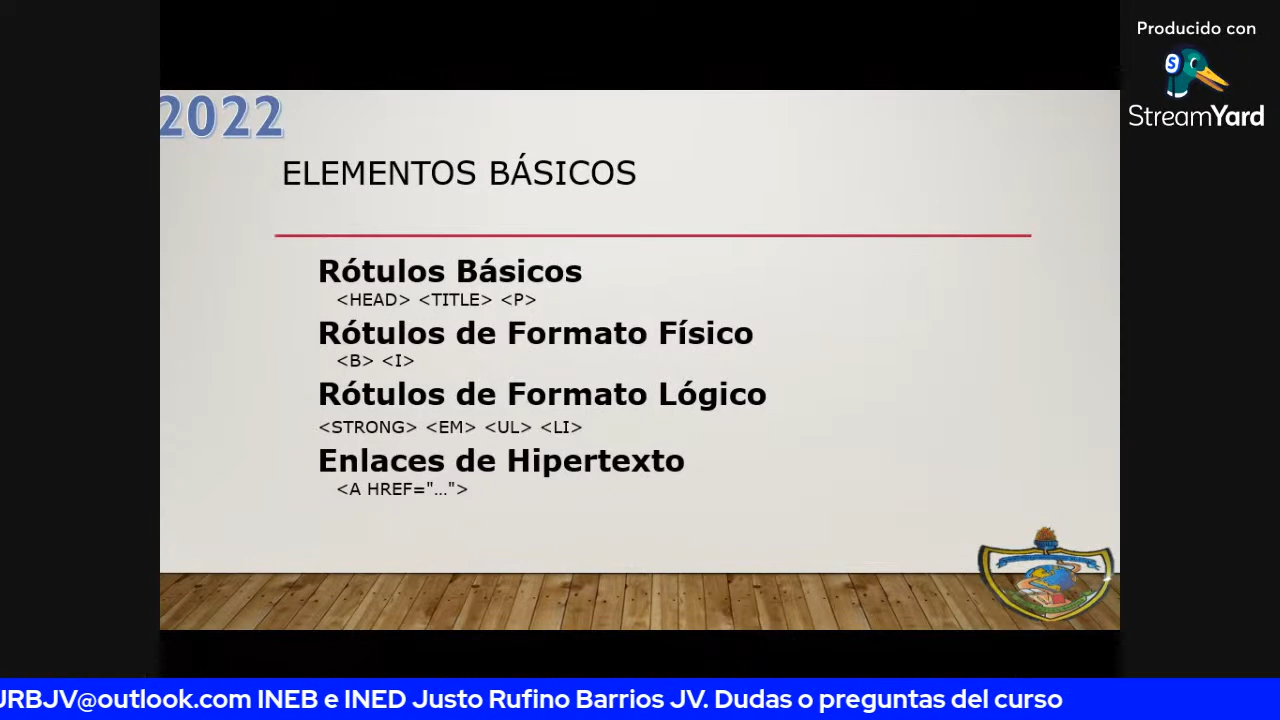 Producido con
StreamYard
2022
ELEMENTOS BÁSICOS
Rótulos Básicos
<HEAD> <TITLE> <P>
Rótulos de Formato Físico
<B> <I>
Rótulos de Formato Lógico
<STRONG> <EM> <UL> <LI>
Enlaces de Hipertexto
<A HREF="...">
JRBJV@outlook.com INEB e INED Justo Rufino Barrios JV. Dudas o preguntas del curso